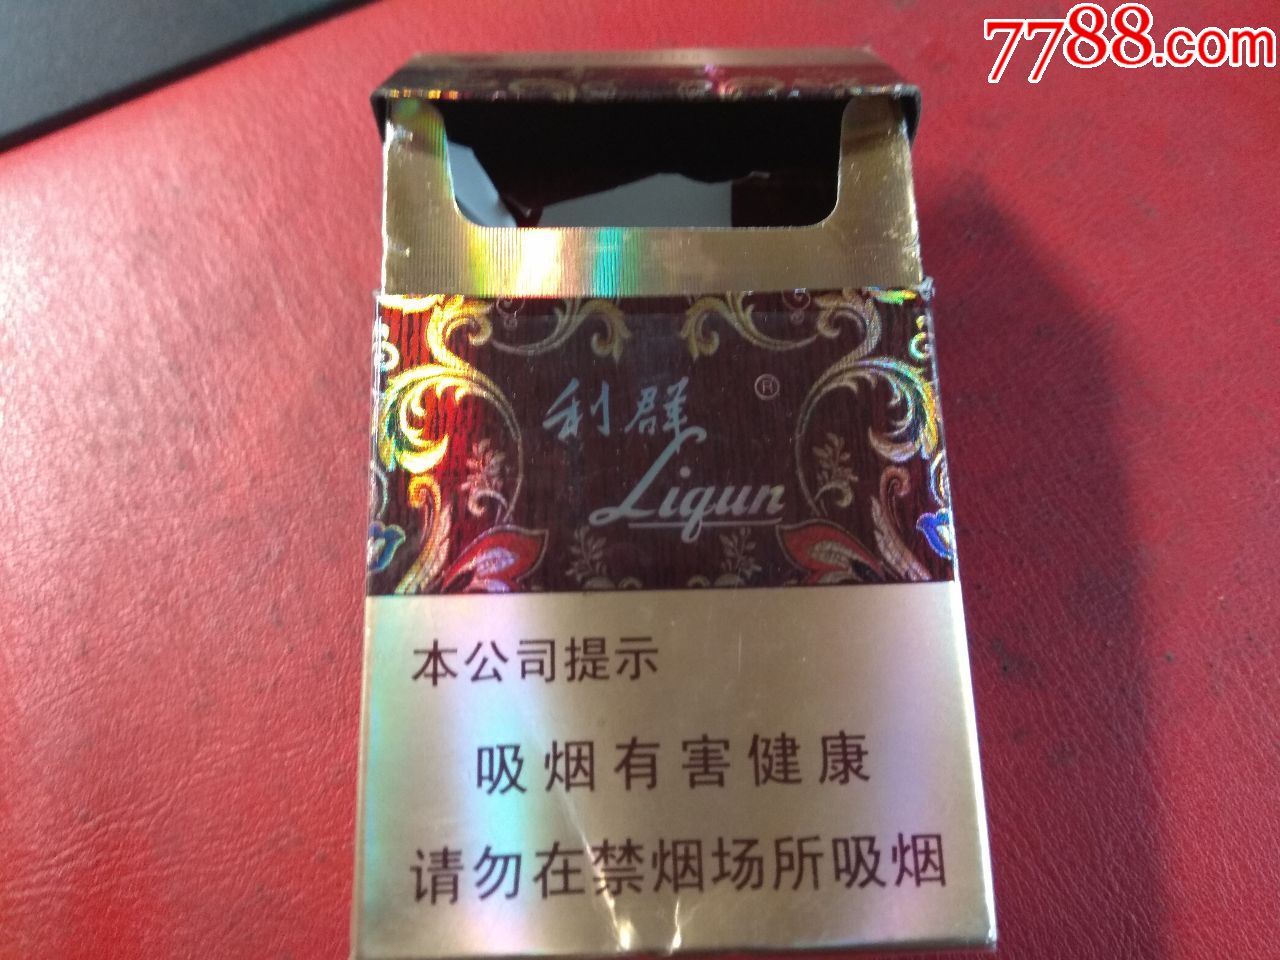 7788.com
利群 ®
Liqun
本公司提示
吸烟有害健康
请勿在禁烟场所吸烟